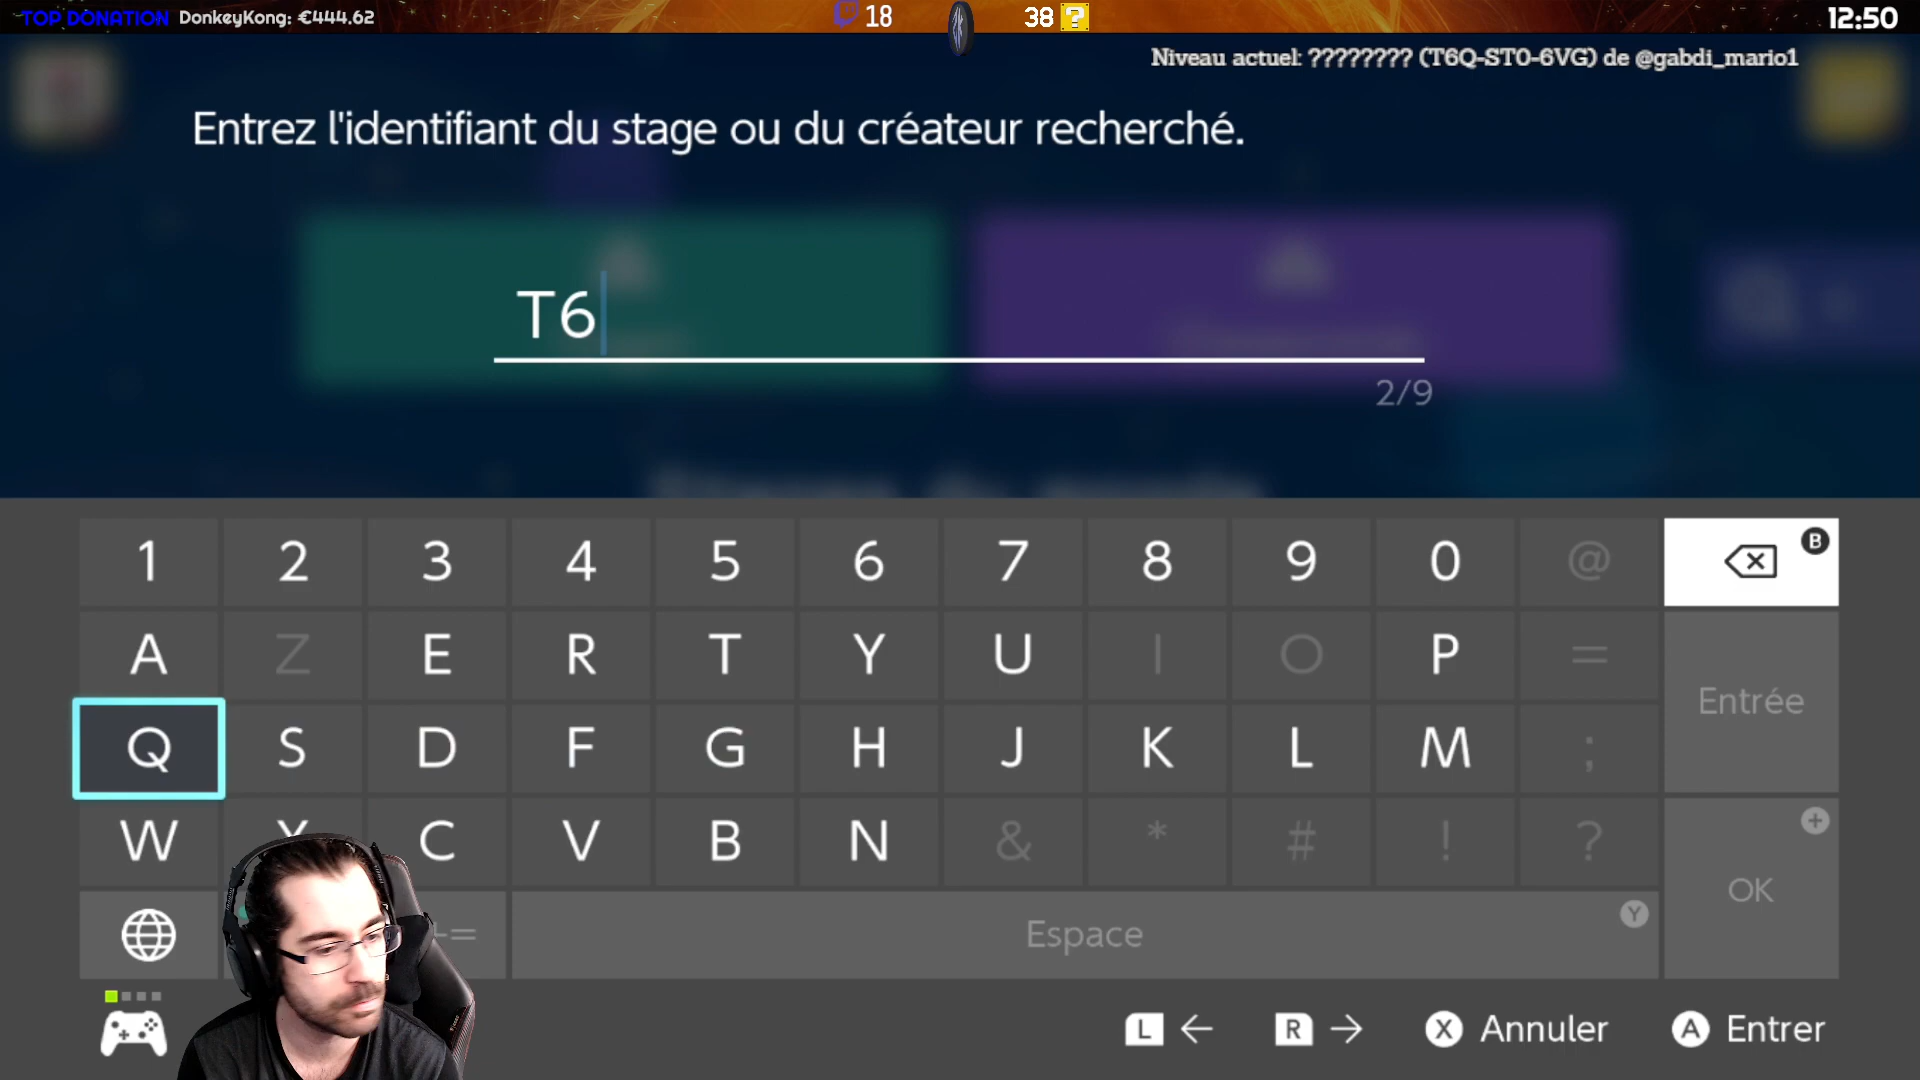 TOP DONATION DonkeyKong: €444.62
18
38 ?
12:50
Niveau actuel: ???????? (T6Q-ST0-6VG) de @gabdi_mario1
Entrez l'identifiant du stage ou du créateur recherché.
T6
2/9
1 2 3 4 5 6 7 8 9 0 @ B
A Z E R T Y U I O P = Entrée
Q S D F G H J K L M ;
W X C V B N & * # ! ? OK
Espace Y
L R X Annuler A Entrer